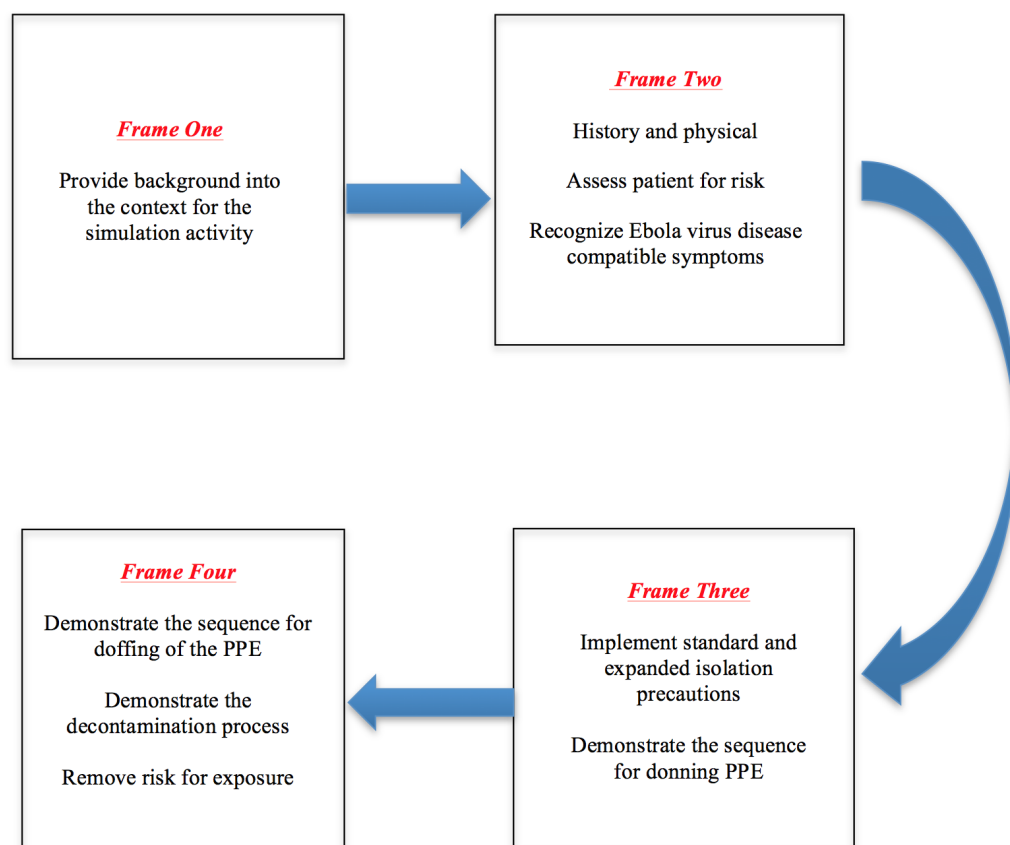 Frame One
Provide background into
the context for the
simulation activity
Frame Two
History and physical
Assess patient for risk
Recognize Ebola virus disease
compatible symptoms
Frame Three
Implement standard and
expanded isolation
precautions
Demonstrate the sequence
for donning PPE
Frame Four
Demonstrate the sequence for
doffing of the PPE
Demonstrate the
decontamination process
Remove risk for exposure